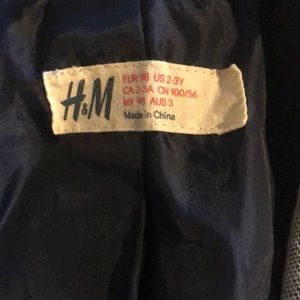 H&M
EUR 98 US 2-3Y
CA 2-3A CN 100/56
MX 98 AUS 3
Made in China